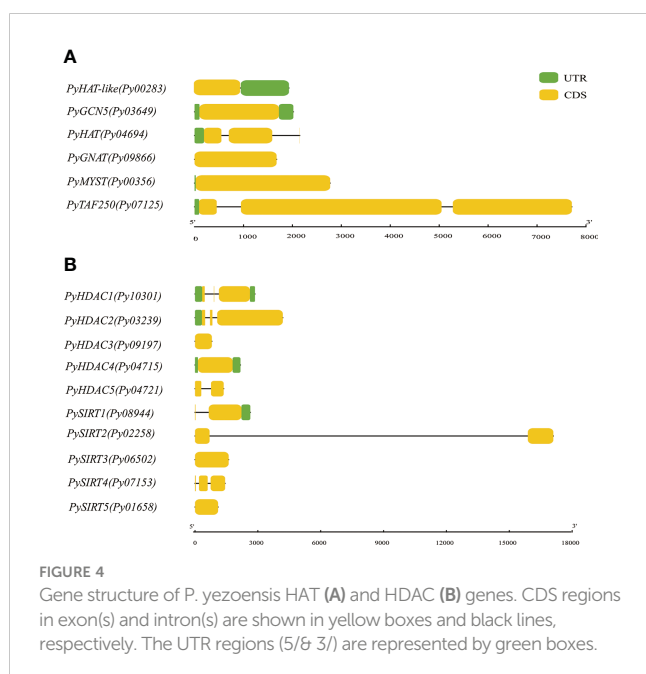 A
UTR
CDS
PyHAT-like(Py00283)
PyGCN5(Py03649)
PyHAT(Py04694)
PyGNAT(Py09866)
PyMYST(Py00356)
PyTAF250(Py07125)
5' 3'
0 1000 2000 3000 4000 5000 6000 7000 8000
B
PyHDAC1(Py10301)
PyHDAC2(Py03239)
PyHDAC3(Py09197)
PyHDAC4(Py04715)
PyHDAC5(Py04721)
PySIRT1(Py08944)
PySIRT2(Py02258)
PySIRT3(Py06502)
PySIRT4(Py07153)
PySIRT5(Py01658)
5' 3'
0 3000 6000 9000 12000 15000 18000
FIGURE 4
Gene structure of P. yezoensis HAT (A) and HDAC (B) genes. CDS regions
in exon(s) and intron(s) are shown in yellow boxes and black lines,
respectively. The UTR regions (5/& 3/) are represented by green boxes.